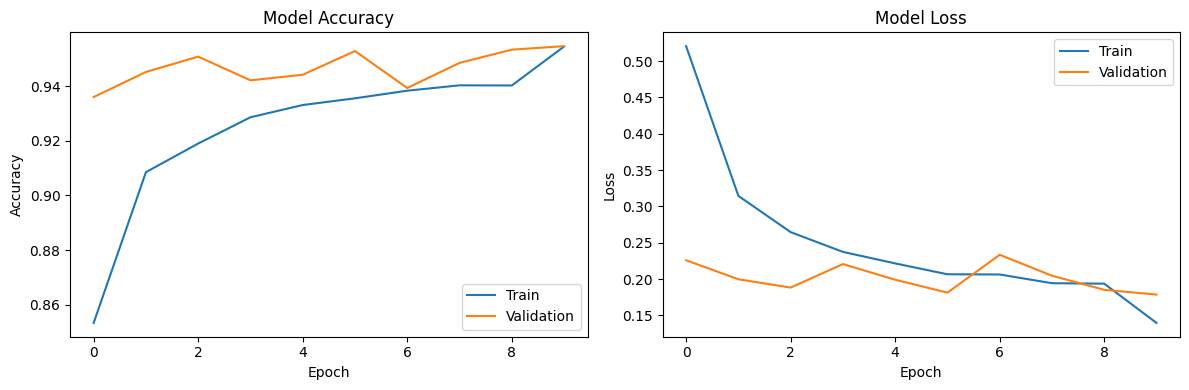 Model Accuracy
Accuracy
0.94
0.92
0.90
0.88
0.86
0
2
4
6
8
Epoch
Train
Validation
Model Loss
Loss
0.50
0.45
0.40
0.35
0.30
0.25
0.20
0.15
0
2
4
6
8
Epoch
Train
Validation